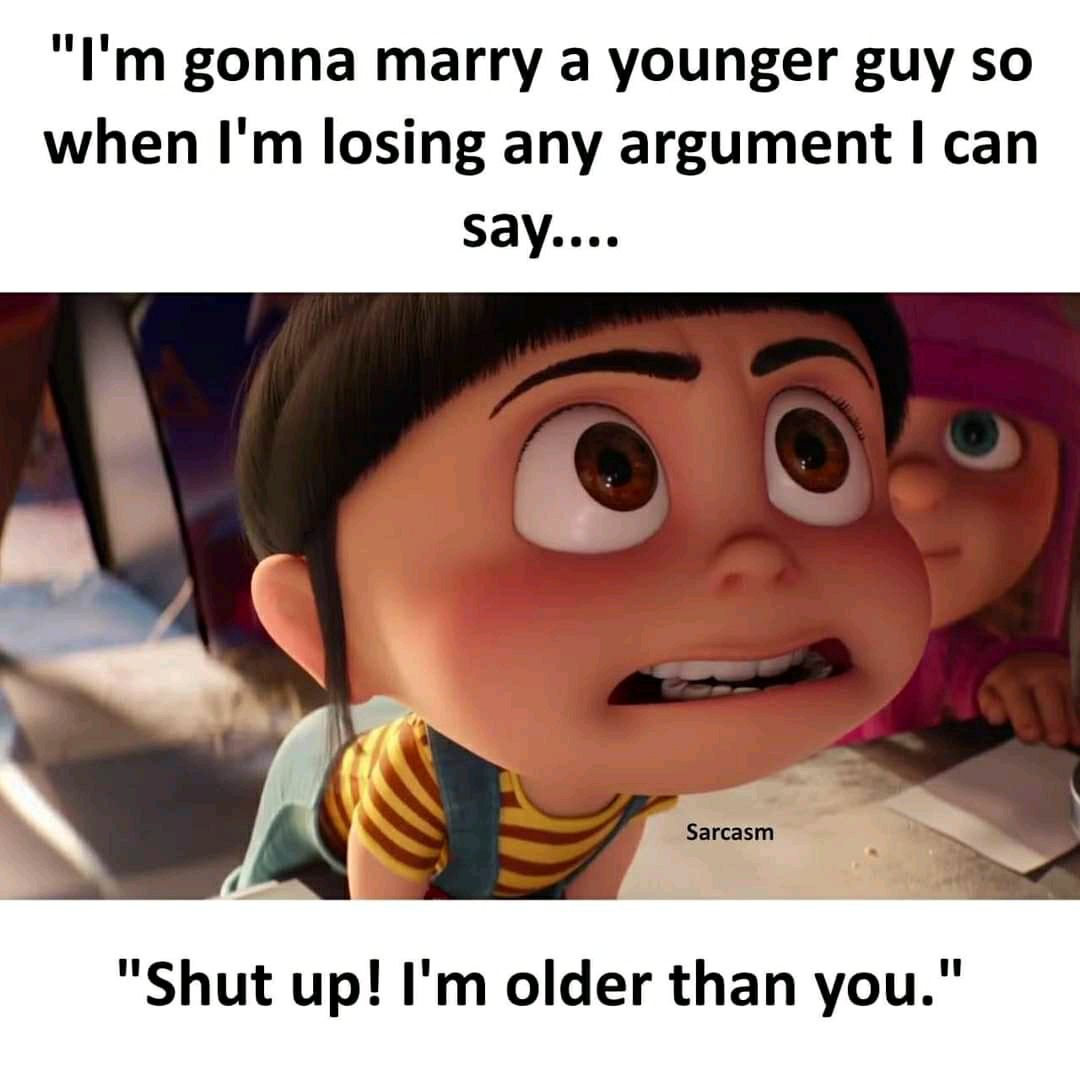 "I'm gonna marry a younger guy so
when I'm losing any argument I can
say....
Sarcasm
"Shut up! I'm older than you."